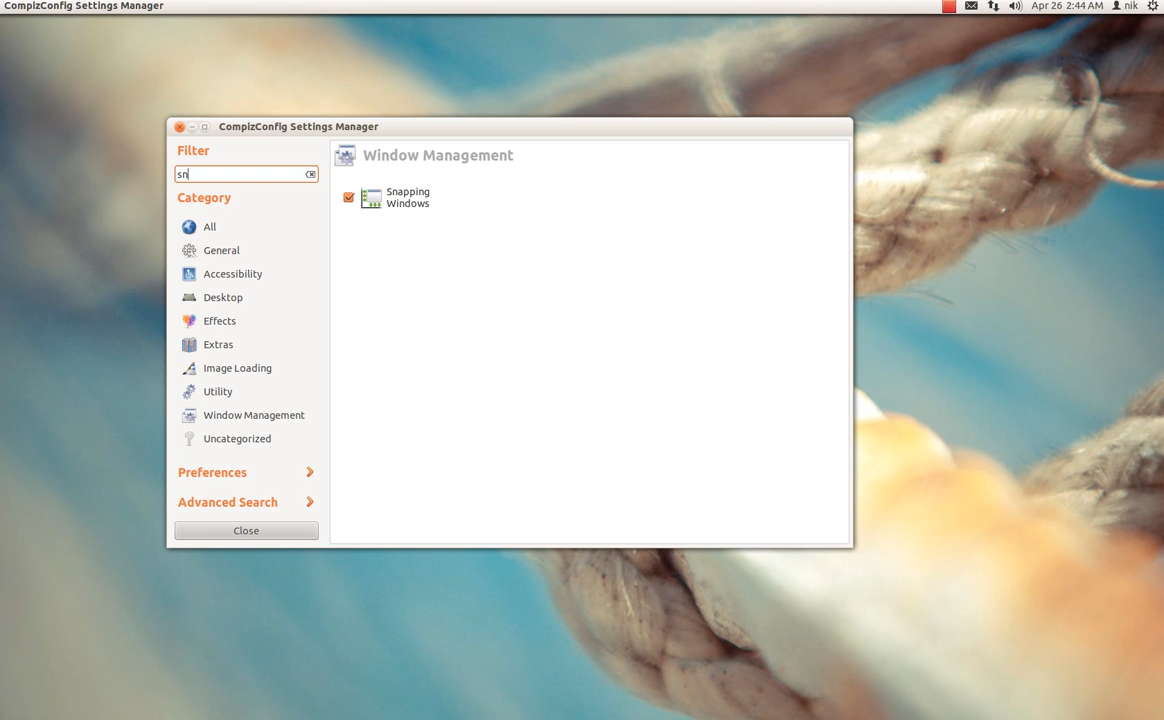 CompizConfig Settings Manager
Apr 26 2:44 AM nik
CompizConfig Settings Manager
Filter
sn
Category
All
General
Accessibility
Desktop
Effects
Extras
Image Loading
Utility
Window Management
Uncategorized
Preferences
Advanced Search
Close
Window Management
Snapping
Windows